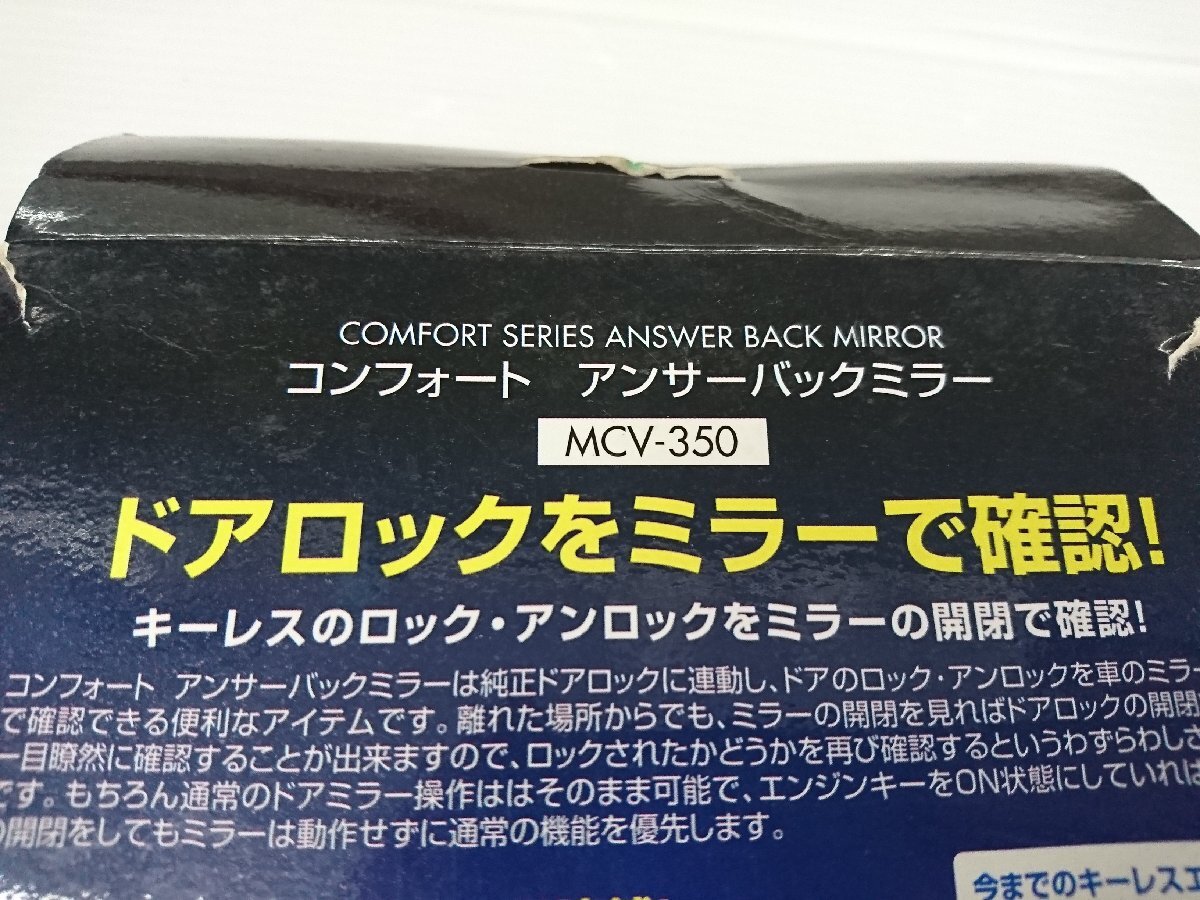 COMFORT SERIES ANSWER BACK MIRROR
コンフォート アンサーバックミラー
MCV-350
ドアロックをミラーで確認!
キーレスのロック・アンロックをミラーの開閉で確認!
コンフォート アンサーバックミラーは純正ドアロックに連動し、ドアのロック・アンロックを車のミラー
で確認できる便利なアイテムです。離れた場所からでも、ミラーの開閉を見ればドアロックの開閉
一目瞭然に確認することが出来ますので、ロックされたかどうかを再び確認するというわずらわしさ
です。もちろん通常のドアミラー操作ははそのまま可能で、エンジンキーをON状態にしていれば
開閉をしてもミラーは動作せずに通常の機能を優先します。
今までのキーレスエ